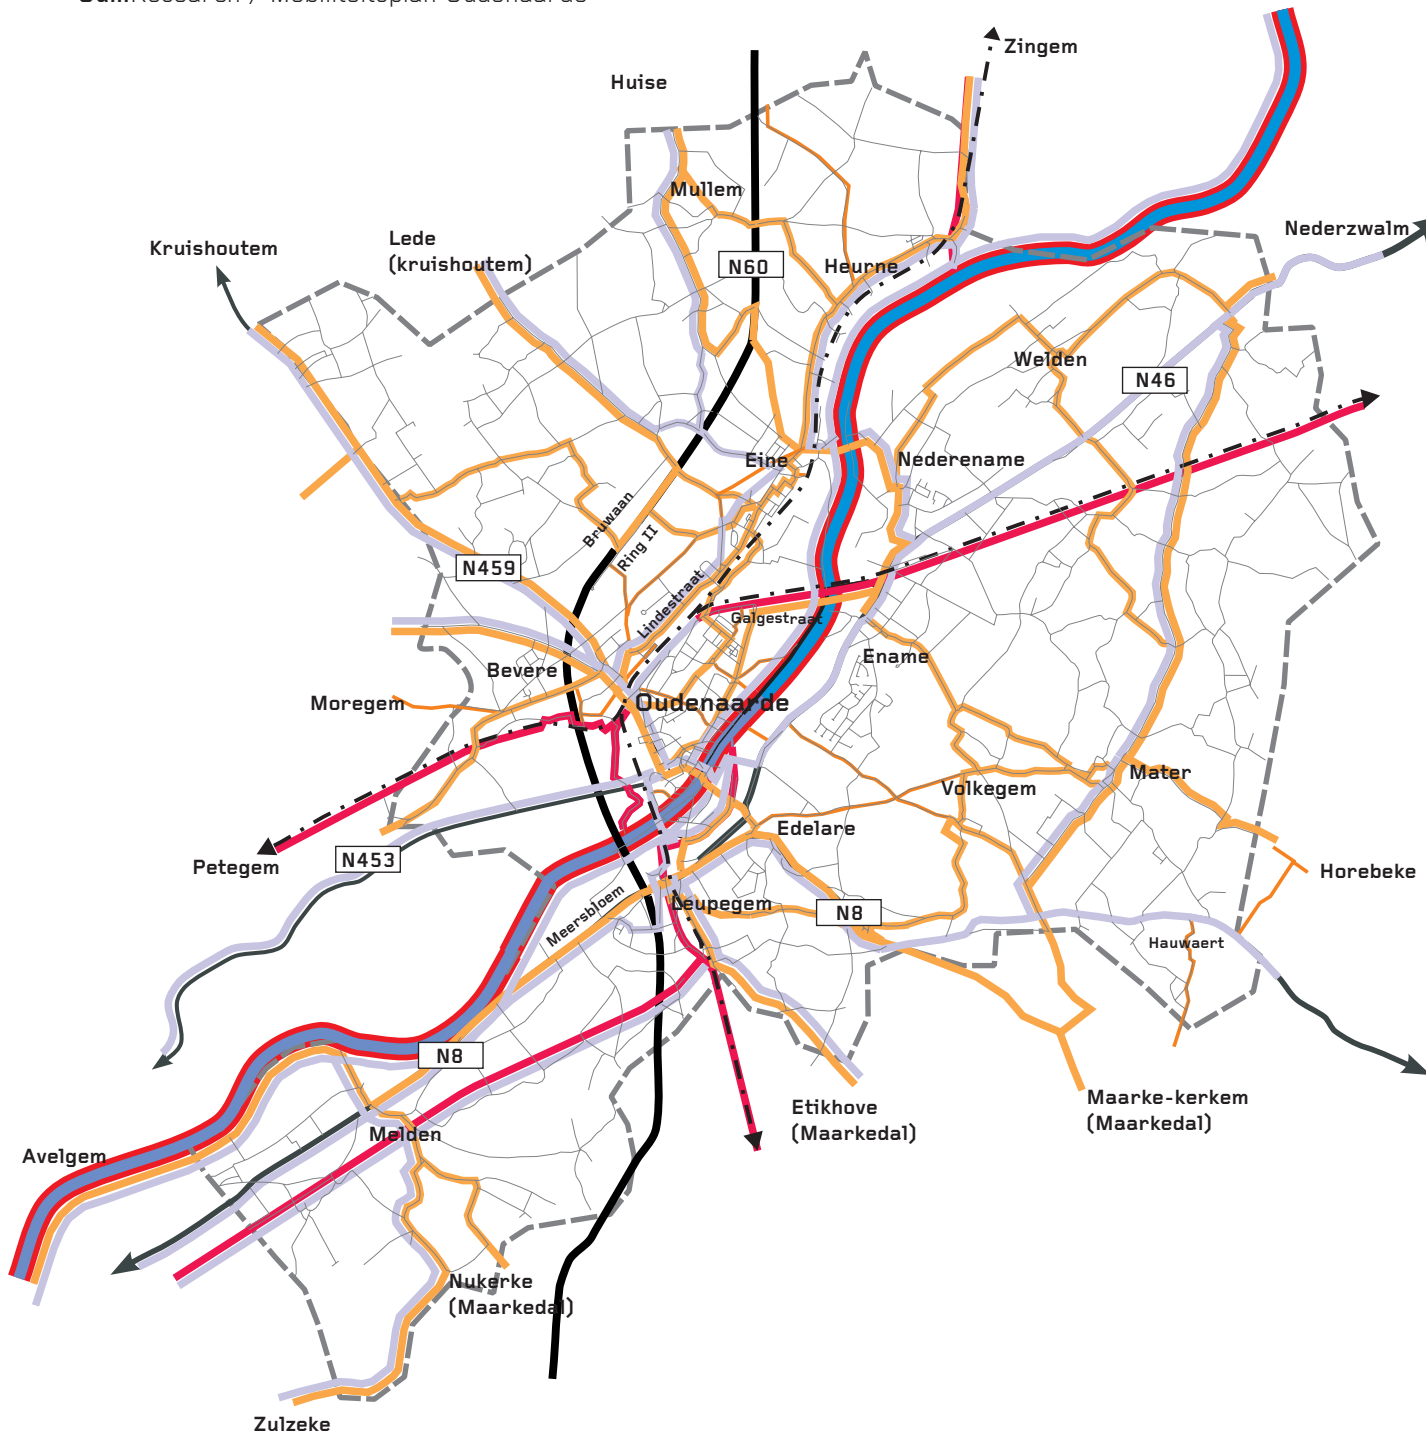 Zingem
Huise
Mullem
Nederzwalm
Kruishoutem
Lede
(kruishoutem)
N60
Heurne
Welden
N46
Eine
Nederename
Bruwaan
Ring II
N459
Lindestraat
Galgestraat
Ename
Bevere
Moregem
Oudenaarde
Mater
Volkegem
Edelare
N453
Petegem
Horebeke
Meersbloem
Leupegem
N8
Hauwaert
N8
Maarke-kerkem
(Maarkedal)
Etikhove
(Maarkedal)
Melden
Avelgem
Nukerke
(Maarkedal)
Zulzeke